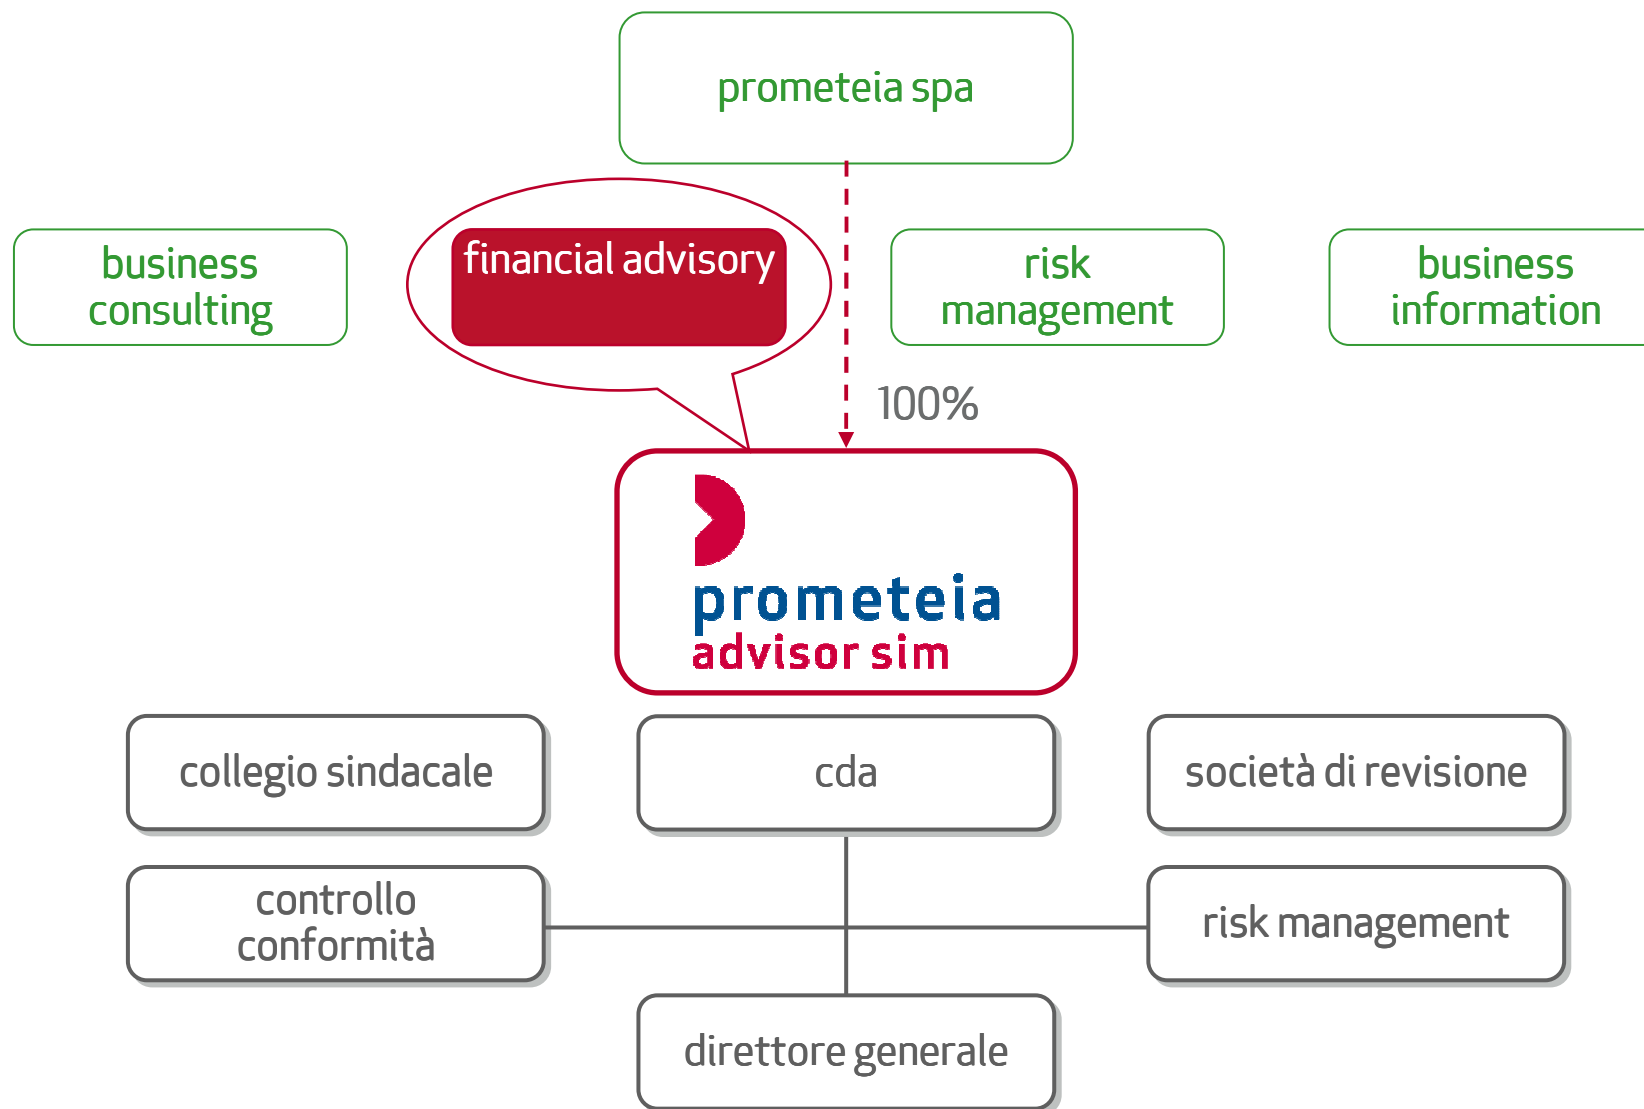 prometeia spa
business
consulting
financial advisory
risk
management
business
information
100%
prometeia
advisor sim
collegio sindacale
cda
società di revisione
controllo
conformità
risk management
direttore generale